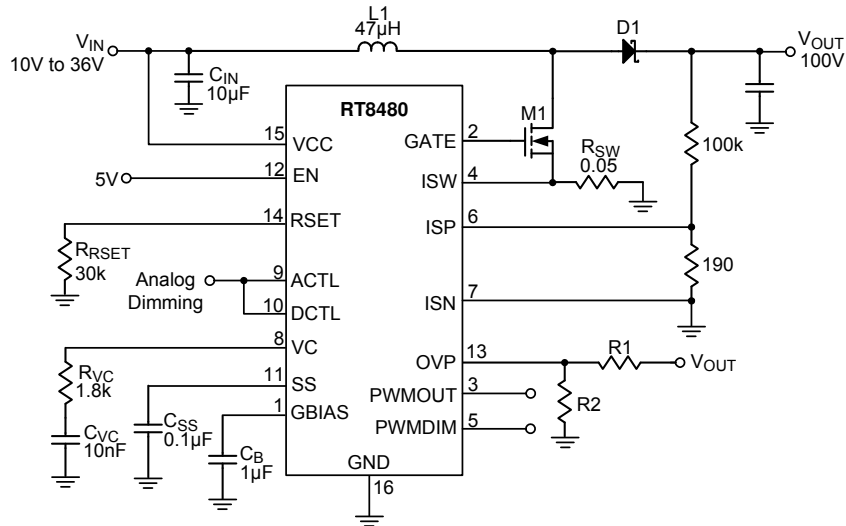 L1
47µH
D1
VIN
10V to 36V
VOUT
100V
CIN
10µF
RT8480
M1
15
VCC
GATE
2
100k
RSW
0.05
12
EN
5V
ISW
4
14
RSET
ISP
6
RRSET
30k
190
Analog
Dimming
9
ACTL
10
DCTL
ISN
7
8
VC
OVP
13
R1
VOUT
RVC
1.8k
11
SS
PWMOUT
3
R2
1
GBIAS
CSS
0.1µF
PWMDIM
5
CVC
10nF
CB
1µF
GND
16